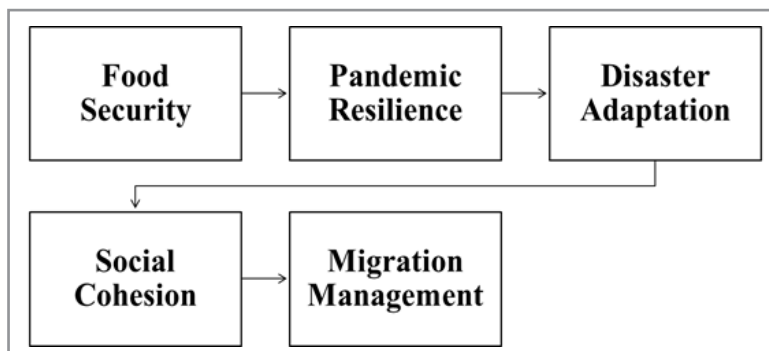 Food
Security
Pandemic
Resilience
Disaster
Adaptation
Social
Cohesion
Migration
Management